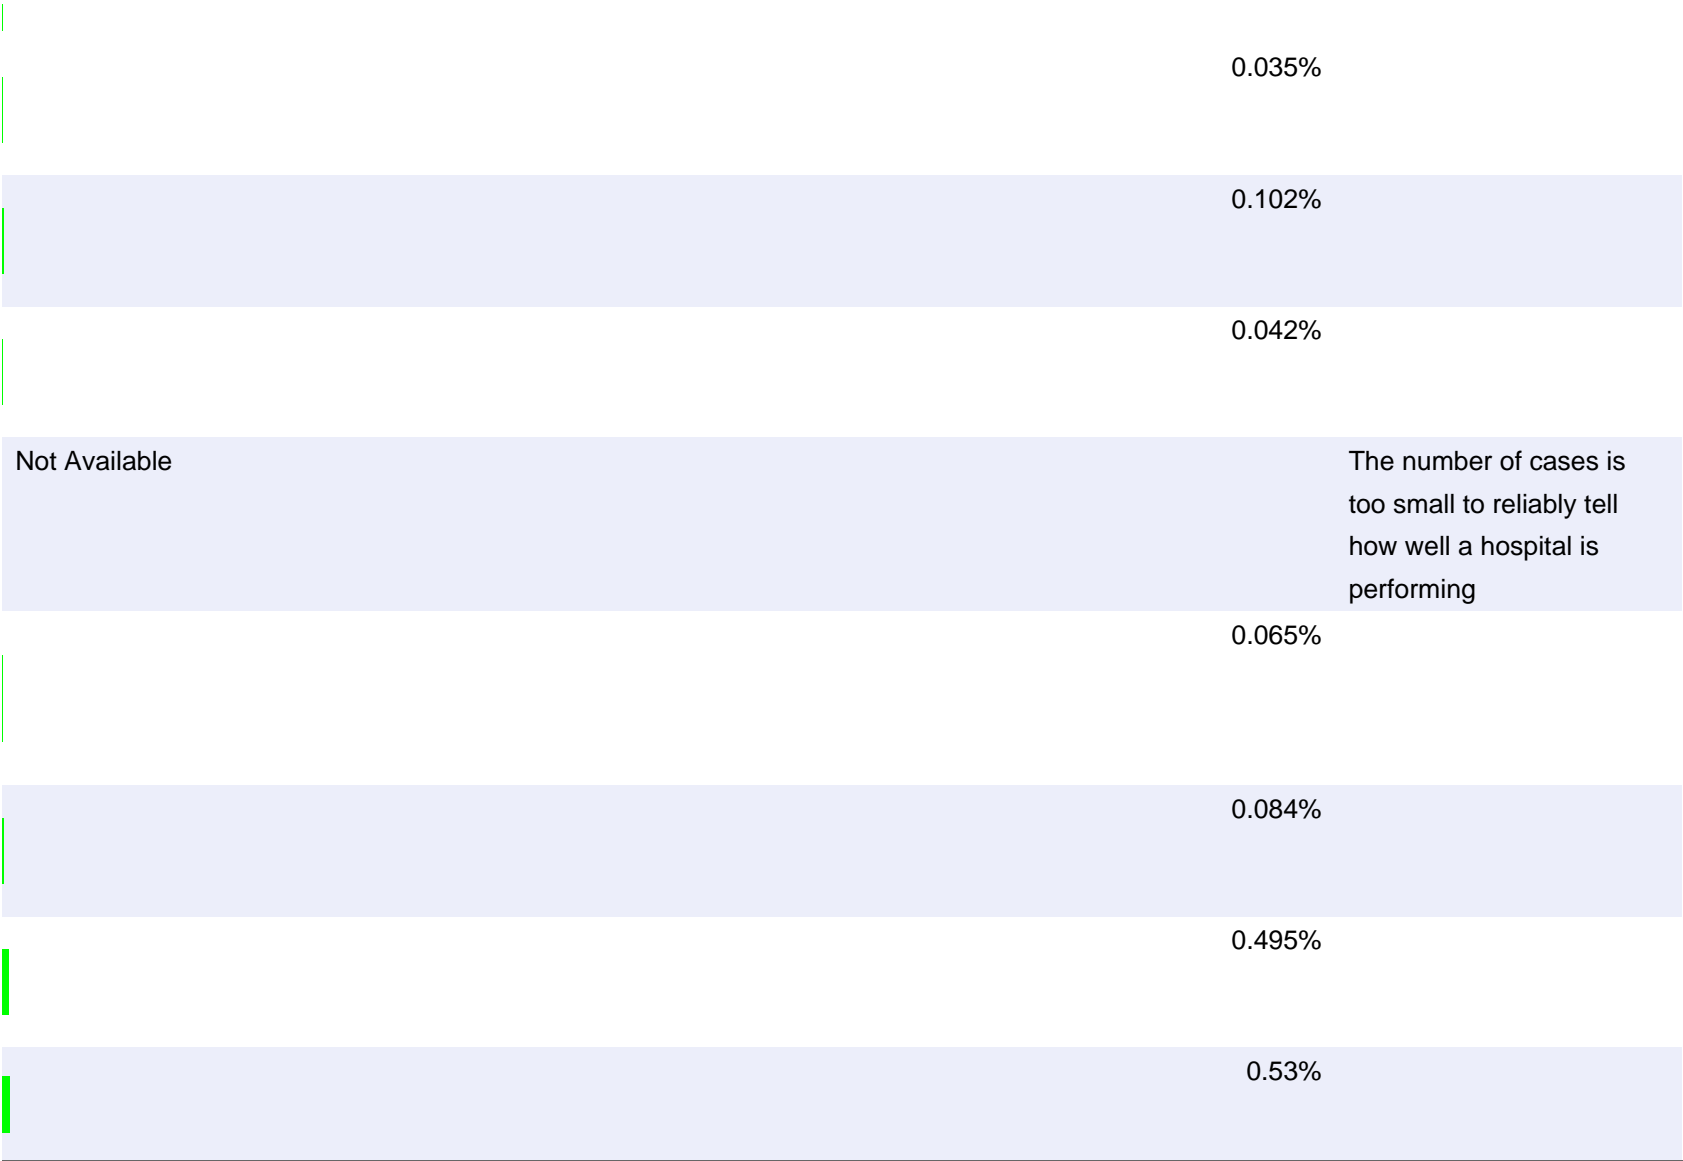 0.035%
0.102%
0.042%
Not Available
The number of cases is
too small to reliably tell
how well a hospital is
performing
0.065%
0.084%
0.495%
0.53%